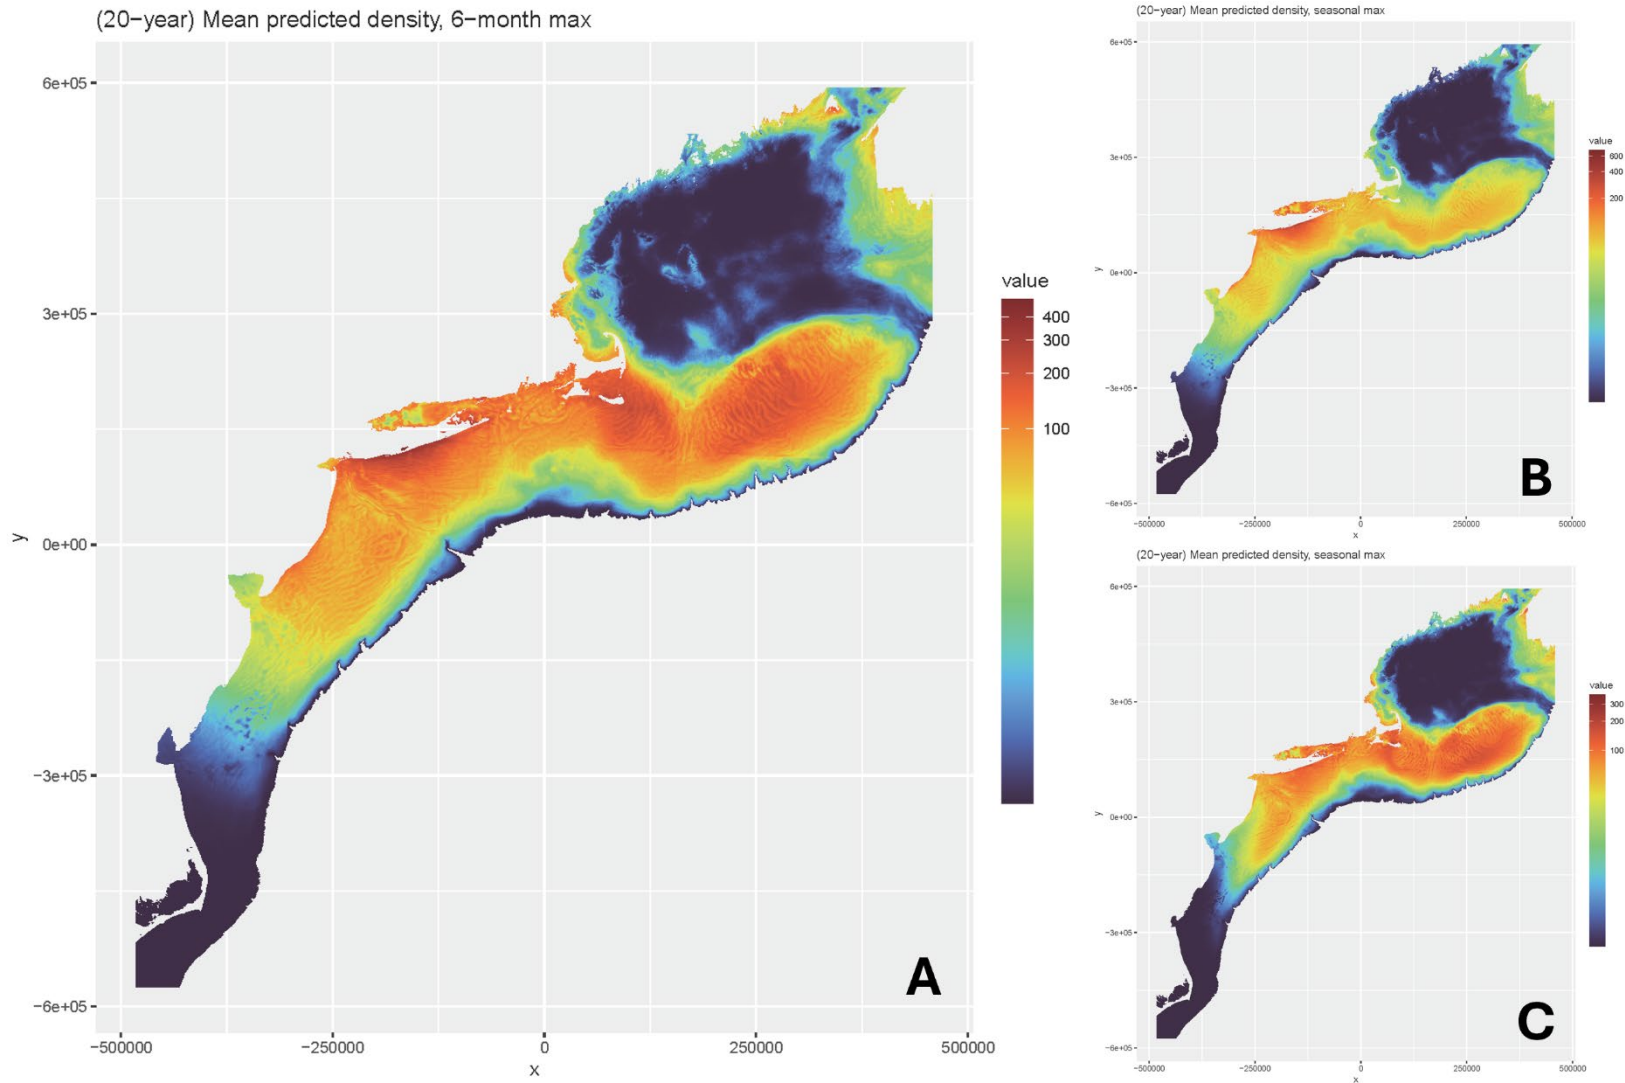 (20−year) Mean predicted density, 6−month max
6e+05
3e+05
0e+00
−3e+05
−6e+05
y
−500000 −250000 0 250000 500000
x
value
400
300
200
100
A
(20−year) Mean predicted density, seasonal max
6e+05
3e+05
0e+00
−3e+05
−6e+05
y
−500000 −250000 0 250000 500000
x
value
600
400
200
B
(20−year) Mean predicted density, seasonal max
6e+05
3e+05
0e+00
−3e+05
−6e+05
y
−500000 −250000 0 250000 500000
x
value
300
200
100
C